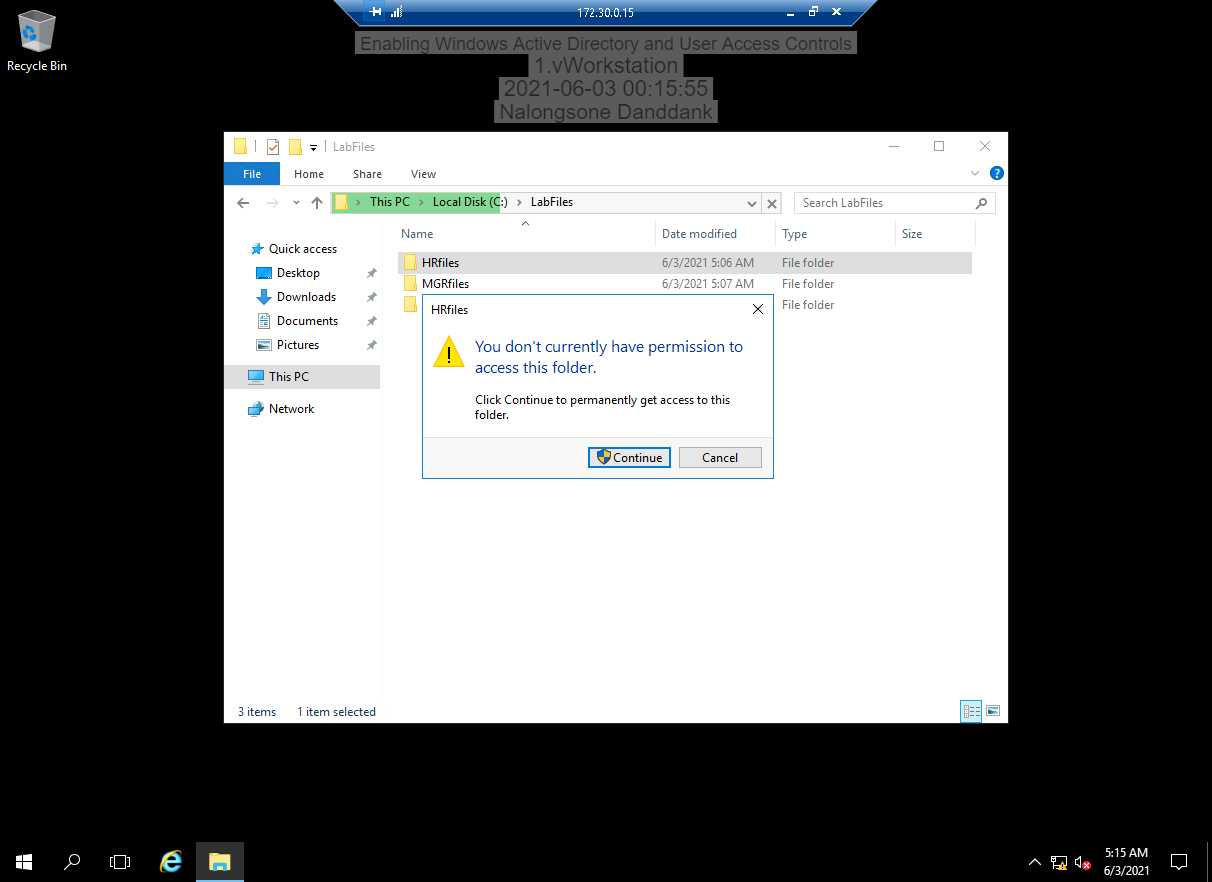 172.30.0.15
Recycle Bin
Enabling Windows Active Directory and User Access Controls
1.vWorkstation
2021-06-03 00:15:55
Nalongsone Danddank
LabFiles
File Home Share View
This PC Local Disk (C:) LabFiles
Search LabFiles
Name Date modified Type Size
Quick access
Desktop
Downloads
Documents
Pictures
This PC
Network
HRfiles 6/3/2021 5:06 AM File folder
MGRfiles 6/3/2021 5:07 AM File folder
File folder
HRfiles
You don't currently have permission to
access this folder.
Click Continue to permanently get access to this
folder.
Continue Cancel
3 items 1 item selected
5:15 AM
6/3/2021